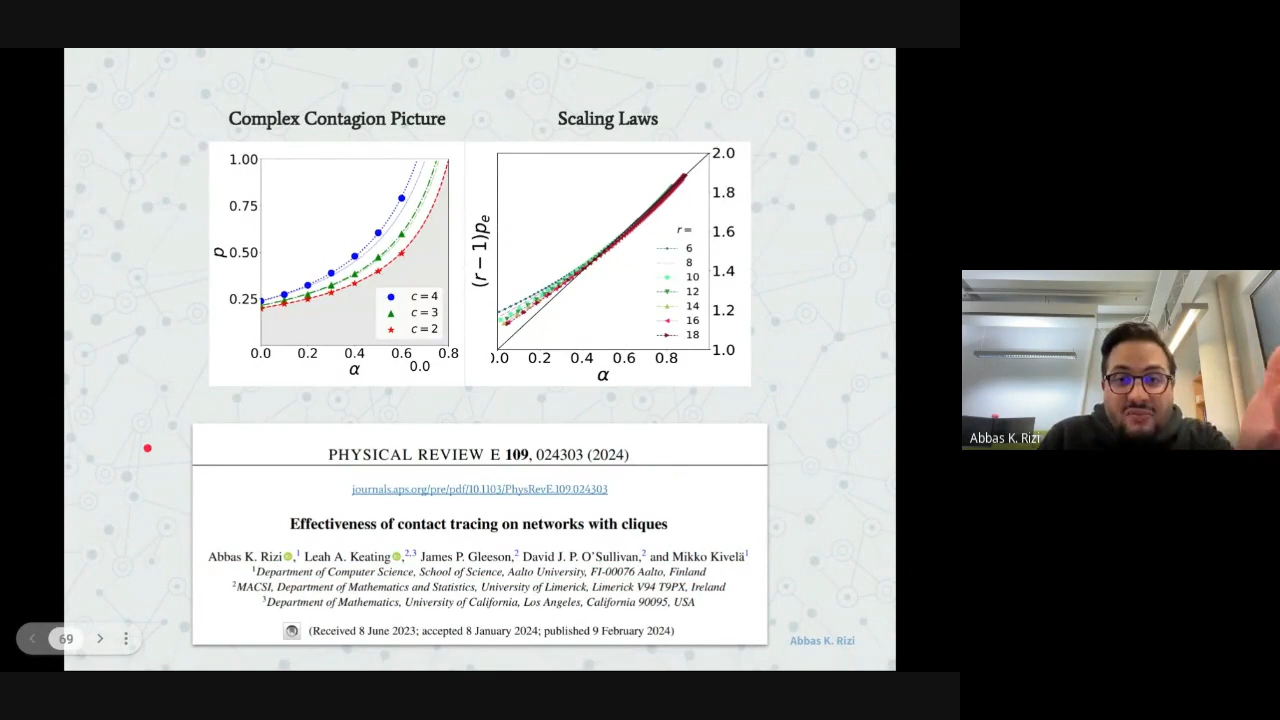 Complex Contagion Picture
Scaling Laws
1.00
0.75
0.50
0.25
p
0.0 0.2 0.4 0.6 0.8
α
0.0
c = 4
c = 3
c = 2
(r − 1)pₑ
2.0
1.8
1.6
1.4
1.2
1.0
r =
6
8
10
12
14
16
18
0.2 0.4 0.6 0.8
α
PHYSICAL REVIEW E 109, 024303 (2024)
journals.aps.org/pre/pdf/10.1103/PhysRevE.109.024303
Effectiveness of contact tracing on networks with cliques
Abbas K. Rizi,¹ Leah A. Keating,²,³ James P. Gleeson,² David J. P. O'Sullivan,² and Mikko Kivelä¹
¹Department of Computer Science, School of Science, Aalto University, FI-00076 Aalto, Finland
²MACSI, Department of Mathematics and Statistics, University of Limerick, Limerick V94 T9PX, Ireland
³Department of Mathematics, University of California, Los Angeles, California 90095, USA
(Received 8 June 2023; accepted 8 January 2024; published 9 February 2024)
69
Abbas K. Rizi
Abbas K. Rizi